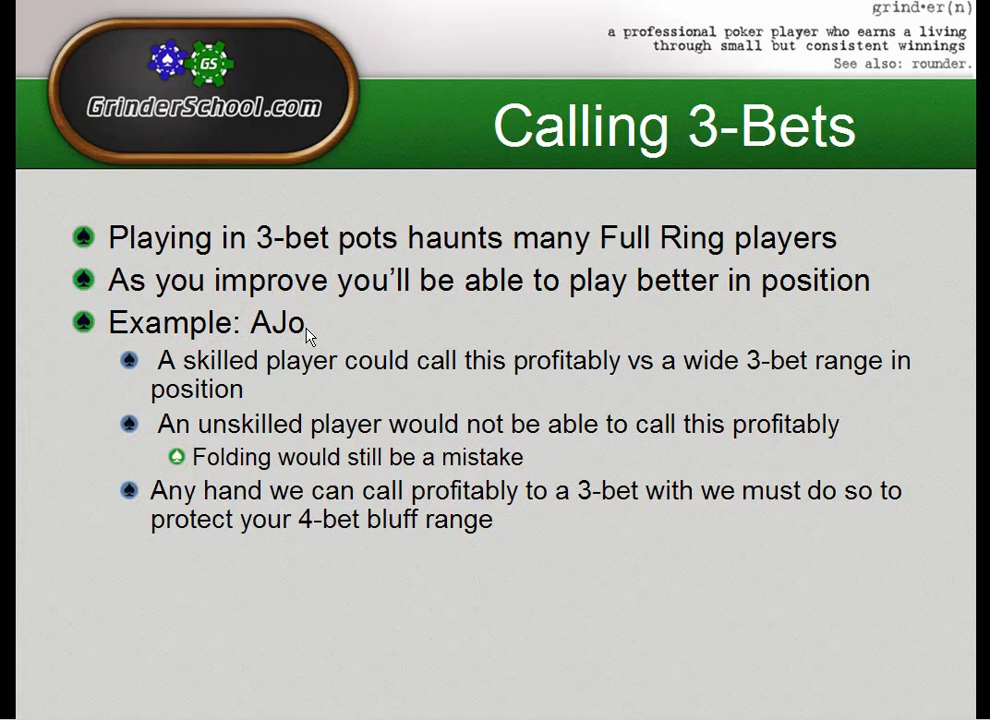 grind•er(n)
a professional poker player who earns a living
through small but consistent winnings
See also: rounder.
GS
GrinderSchool.com
Calling 3-Bets
Playing in 3-bet pots haunts many Full Ring players
As you improve you'll be able to play better in position
Example: AJo
A skilled player could call this profitably vs a wide 3-bet range in
position
An unskilled player would not be able to call this profitably
Folding would still be a mistake
Any hand we can call profitably to a 3-bet with we must do so to
protect your 4-bet bluff range